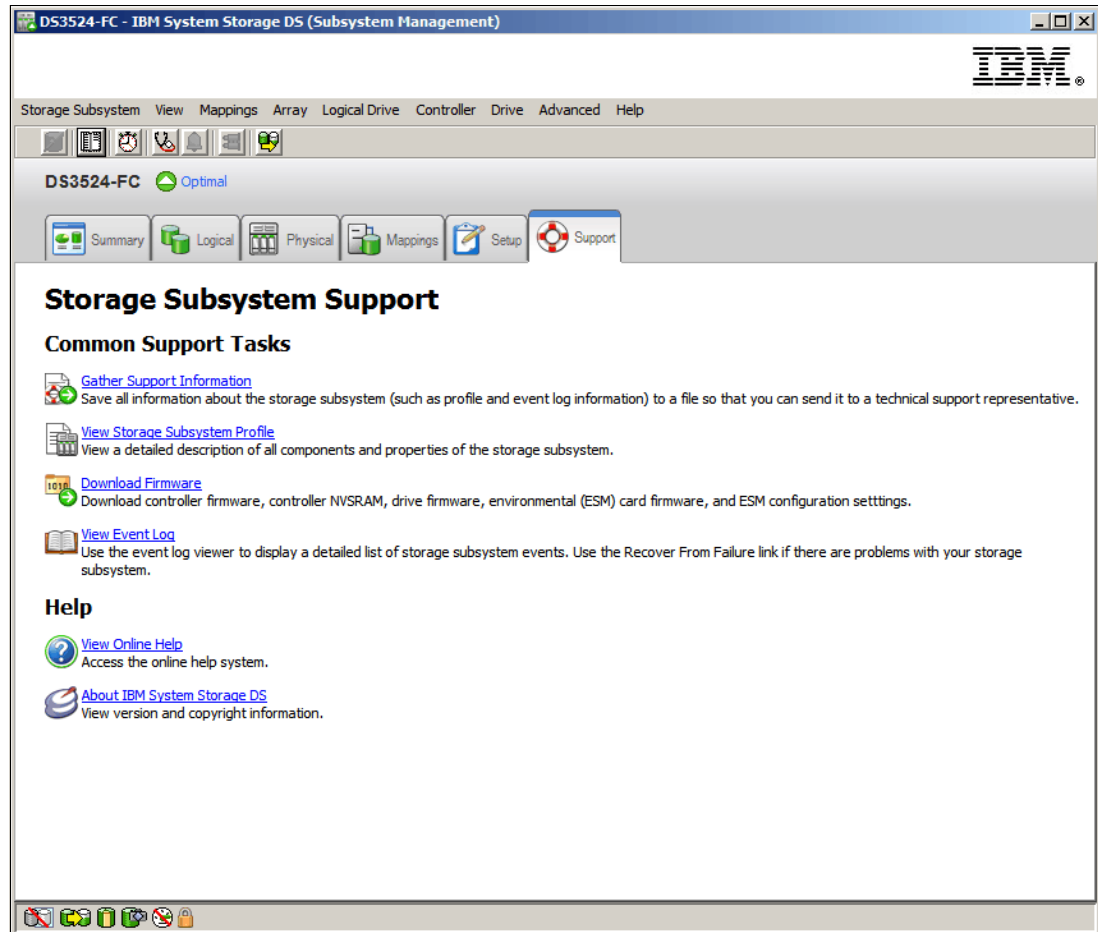 DS3524-FC - IBM System Storage DS (Subsystem Management)
IBM®
Storage Subsystem View Mappings Array Logical Drive Controller Drive Advanced Help
DS3524-FC Optimal
Summary Logical Physical Mappings Setup Support
Storage Subsystem Support
Common Support Tasks
Gather Support Information
Save all information about the storage subsystem (such as profile and event log information) to a file so that you can send it to a technical support representative.
View Storage Subsystem Profile
View a detailed description of all components and properties of the storage subsystem.
1010
Download Firmware
Download controller firmware, controller NVSRAM, drive firmware, environmental (ESM) card firmware, and ESM configuration setttings.
View Event Log
Use the event log viewer to display a detailed list of storage subsystem events. Use the Recover From Failure link if there are problems with your storage
subsystem.
Help
View Online Help
Access the online help system.
About IBM System Storage DS
View version and copyright information.